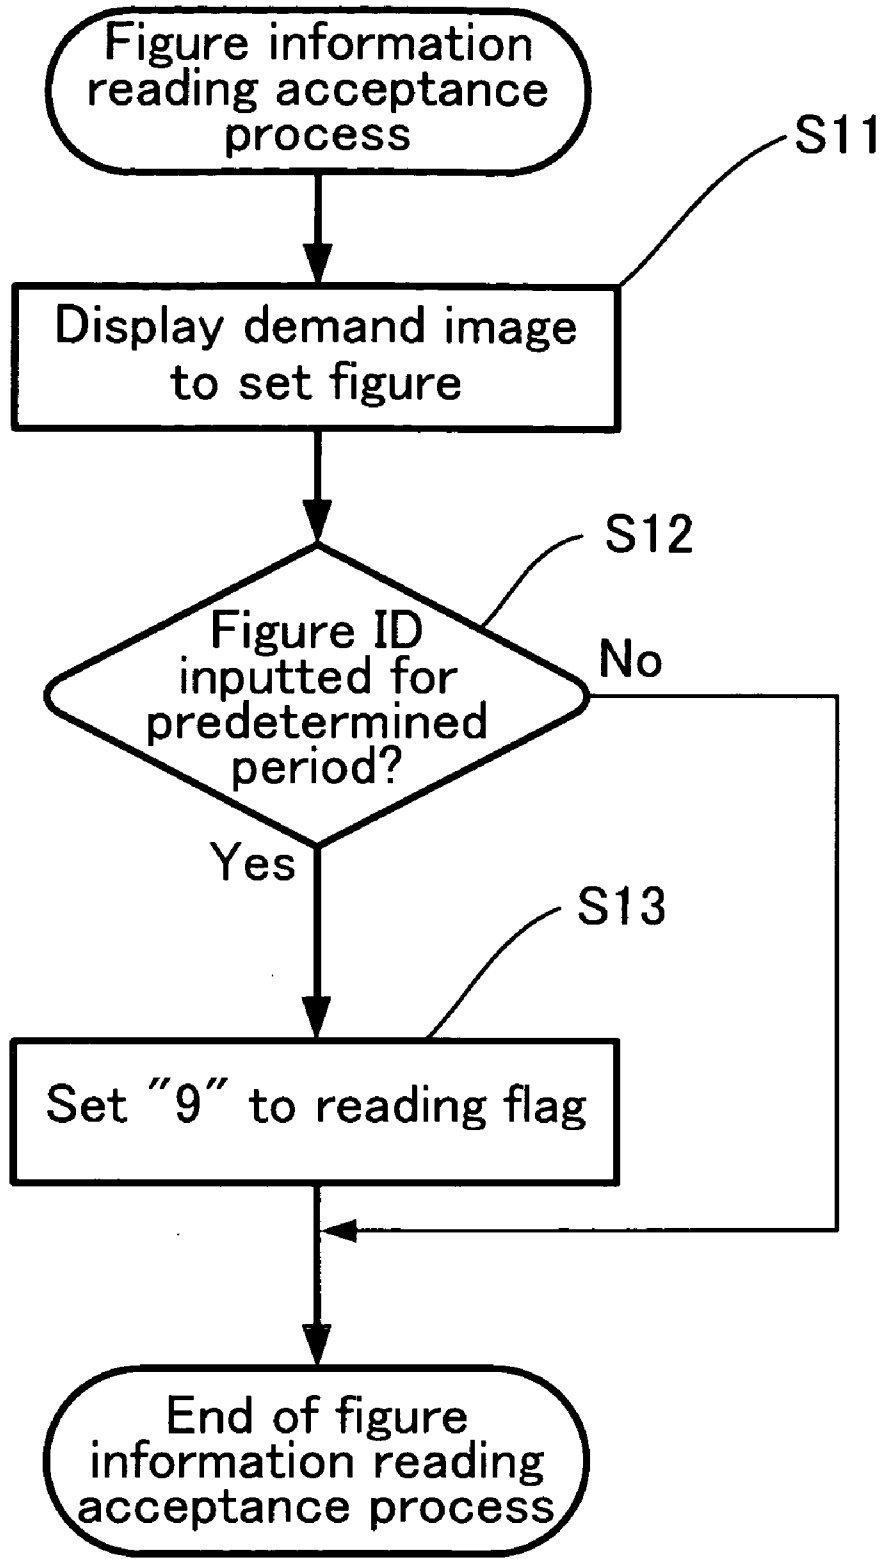 Figure information
reading acceptance
process
S11
Display demand image
to set figure
S12
Figure ID
inputted for
predetermined
period?
No
Yes
S13
Set "9" to reading flag
End of figure
information reading
acceptance process